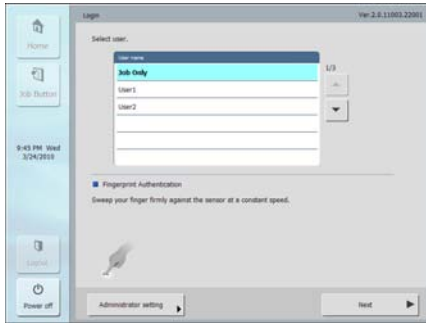 Login
Ver.2.0.11003.22001
Home
Job Button
9:45 PM Wed
3/24/2010
Logout
Power off
Select user.
User name
Job Only
User1
User2
1/3
Fingerprint Authentication
Sweep your finger firmly against the sensor at a constant speed.
Administrator setting
Next